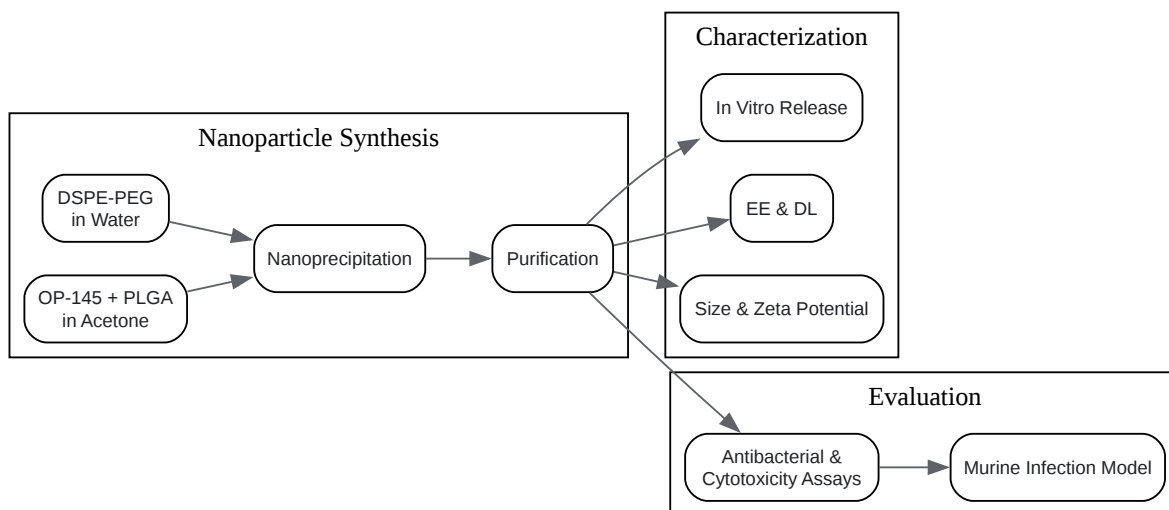 Nanoparticle Synthesis
DSPE-PEG
in Water
OP-145 + PLGA
in Acetone
Nanoprecipitation
Purification
Characterization
In Vitro Release
EE & DL
Size & Zeta Potential
Evaluation
Antibacterial &
Cytotoxicity Assays
Murine Infection Model